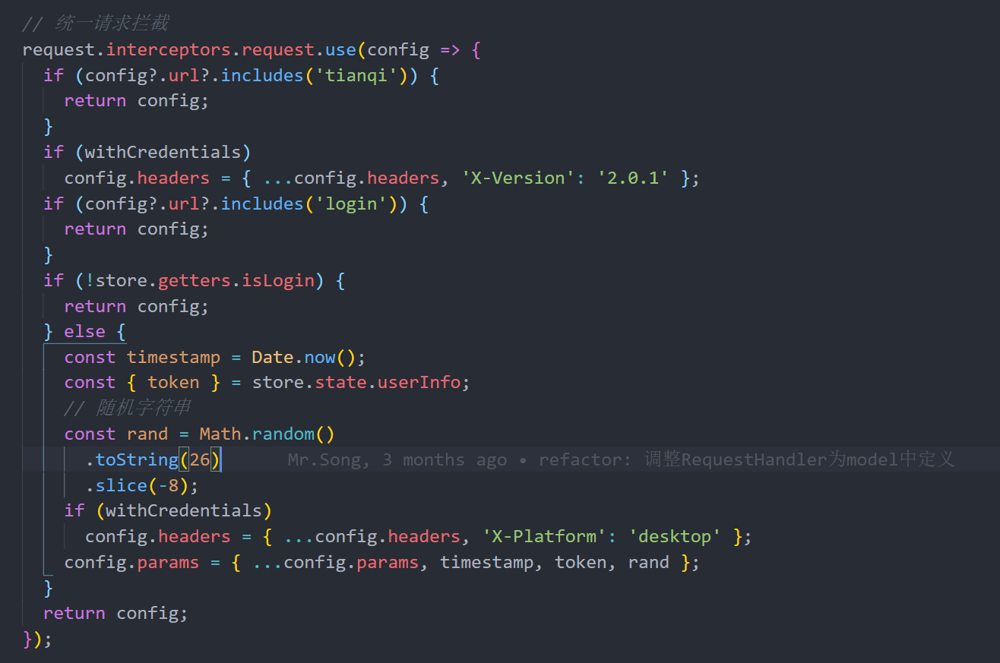 // 统一请求拦截
request.interceptors.request.use(config => {
  if (config?.url?.includes('tianqi')) {
    return config;
  }
  if (withCredentials)
    config.headers = { ...config.headers, 'X-Version': '2.0.1' };
  if (config?.url?.includes('login')) {
    return config;
  }
  if (!store.getters.isLogin) {
    return config;
  } else {
    const timestamp = Date.now();
    const { token } = store.state.userInfo;
    // 随机字符串
    const rand = Math.random()
      .toString(26) Mr.Song, 3 months ago • refactor: 调整RequestHandler为model中定义
      .slice(-8);
    if (withCredentials)
      config.headers = { ...config.headers, 'X-Platform': 'desktop' };
    config.params = { ...config.params, timestamp, token, rand };
  }
  return config;
});